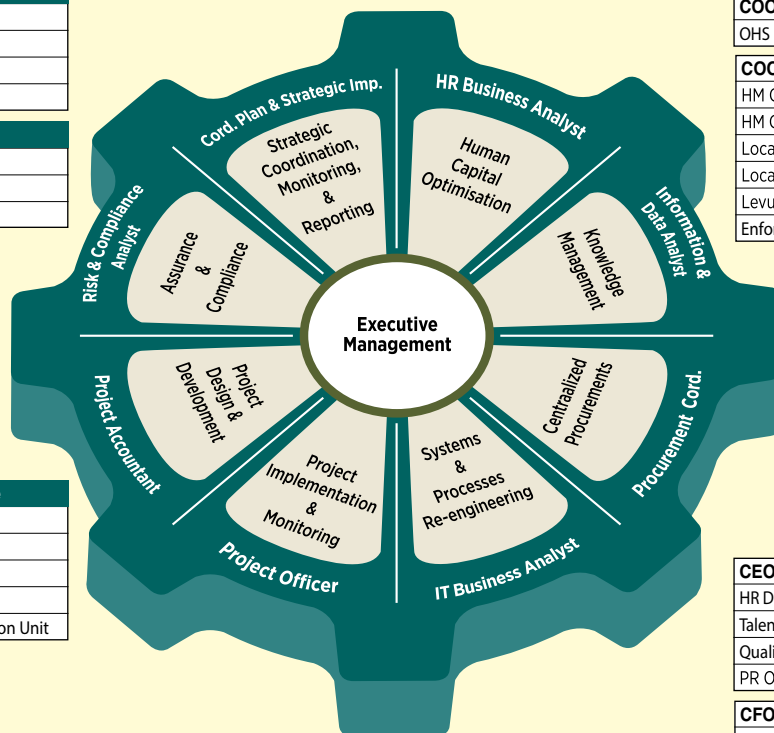 COO
OHS
COO
HM
HM
Loca
Loca
Levu
Enfor
Cord. Plan & Strategic Imp.
HR Business Analyst
Strategic
Coordination,
Monitoring,
&
Reporting
Human
Capital
Optimisation
Risk & Compliance
Analyst
Assurance
&
Compliance
Information &
Data Analyst
Knowledge
Management
Executive
Management
Project Accountant
Project
Design &
Development
Centraalized
Procurements
Procurement Cord.
Project
Implementation
&
Monitoring
Systems
&
Processes
Re-engineering
Project Officer
IT Business Analyst
on Unit
CEO
HR D
Talen
Quali
PR O
CFO